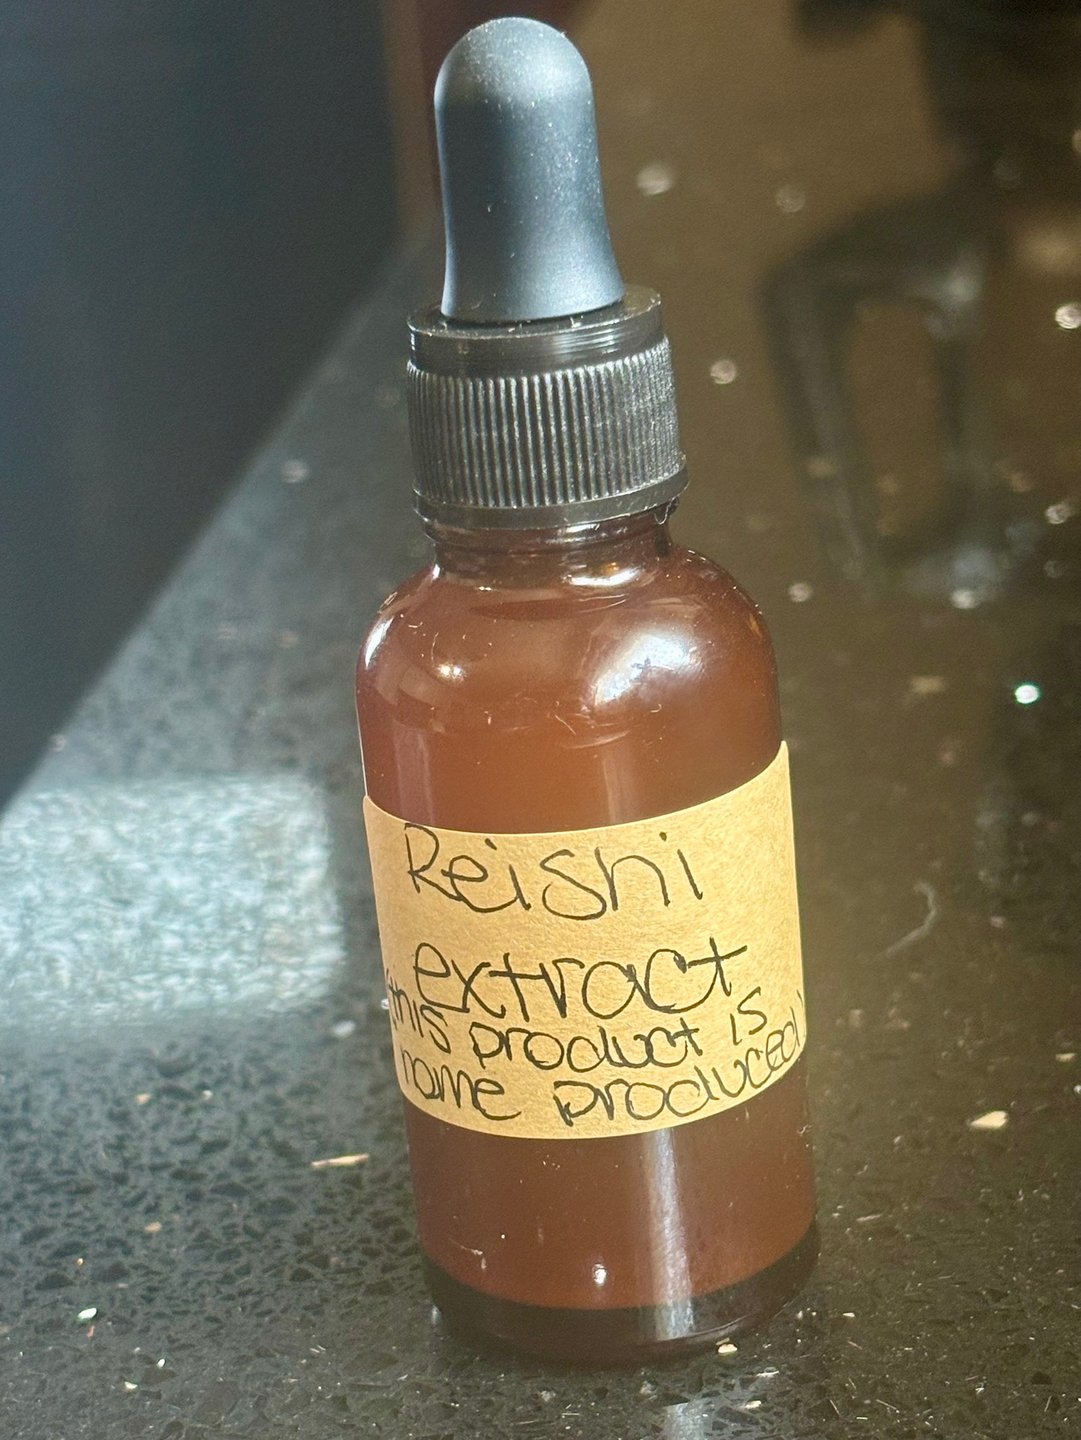 Reishi
extract
(this product is
home produced)